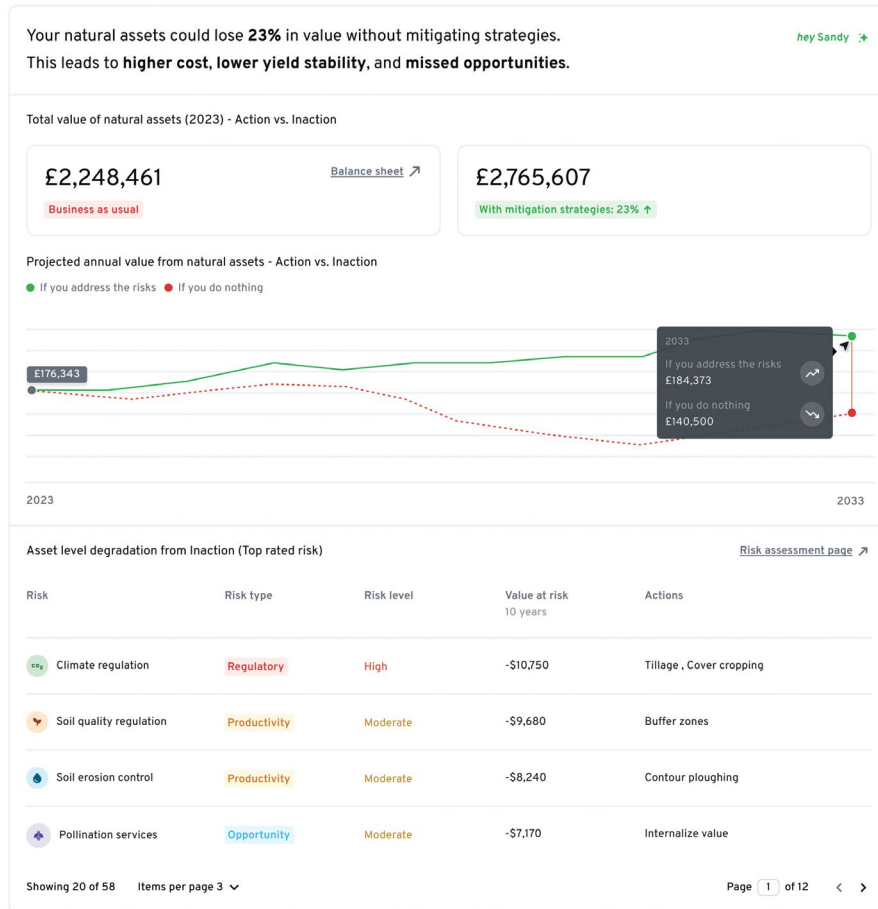 Your natural assets could lose 23% in value without mitigating strategies.
hey Sandy
This leads to higher cost, lower yield stability, and missed opportunities.
Total value of natural assets (2023) - Action vs. Inaction
£2,248,461
Balance sheet
Business as usual
£2,765,607
With mitigation strategies: 23% ↑
Projected annual value from natural assets - Action vs. Inaction
If you address the risks
If you do nothing
£176,343
2033
If you address the risks
£184,373
If you do nothing
£140,500
2023
2033
Asset level degradation from Inaction (Top rated risk)
Risk assessment page
Risk Risk type Risk level Value at risk Actions
10 years
CO2 Climate regulation Regulatory High -$10,750 Tillage , Cover cropping
Soil quality regulation Productivity Moderate -$9,680 Buffer zones
Soil erosion control Productivity Moderate -$8,240 Contour ploughing
Pollination services Opportunity Moderate -$7,170 Internalize value
Showing 20 of 58 Items per page 3 Page 1 of 12